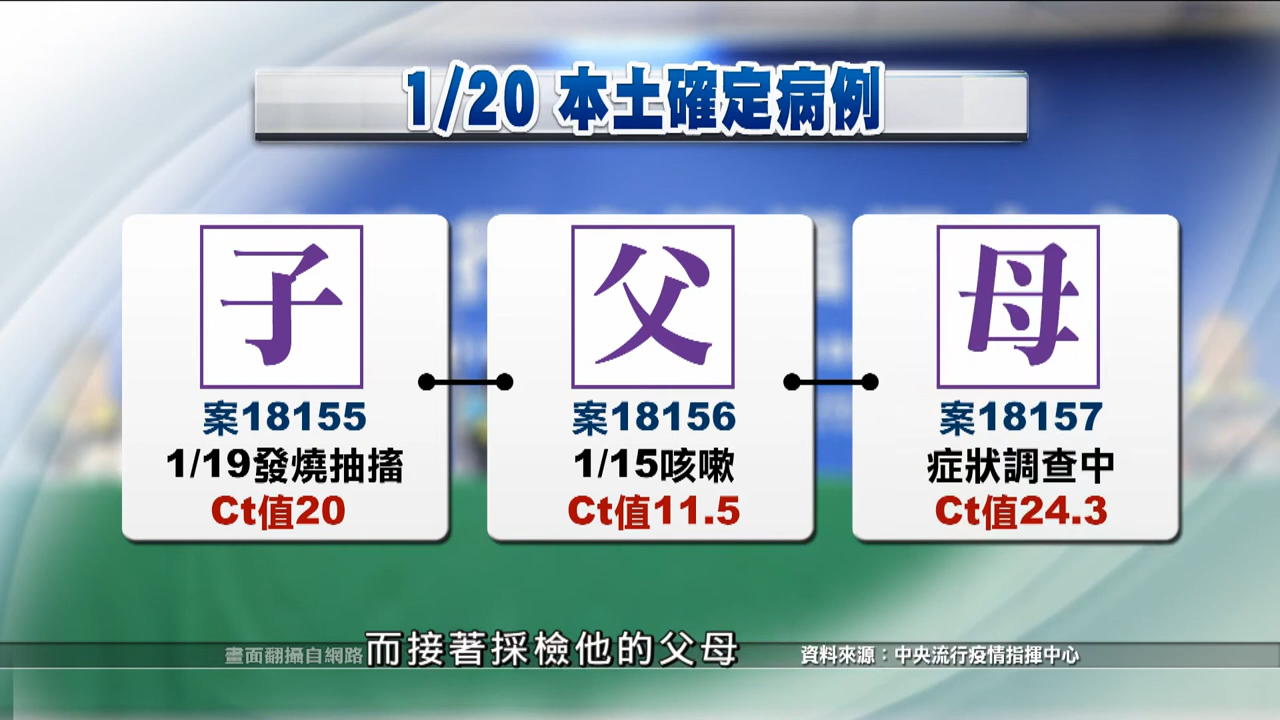 1/20 本土確定病例
子
案18155
1/19發燒抽搐
Ct值20
父
案18156
1/15咳嗽
Ct值11.5
母
案18157
症狀調查中
Ct值24.3
畫面翻攝自網路
而接著採檢他的父母
資料來源：中央流行疫情指揮中心